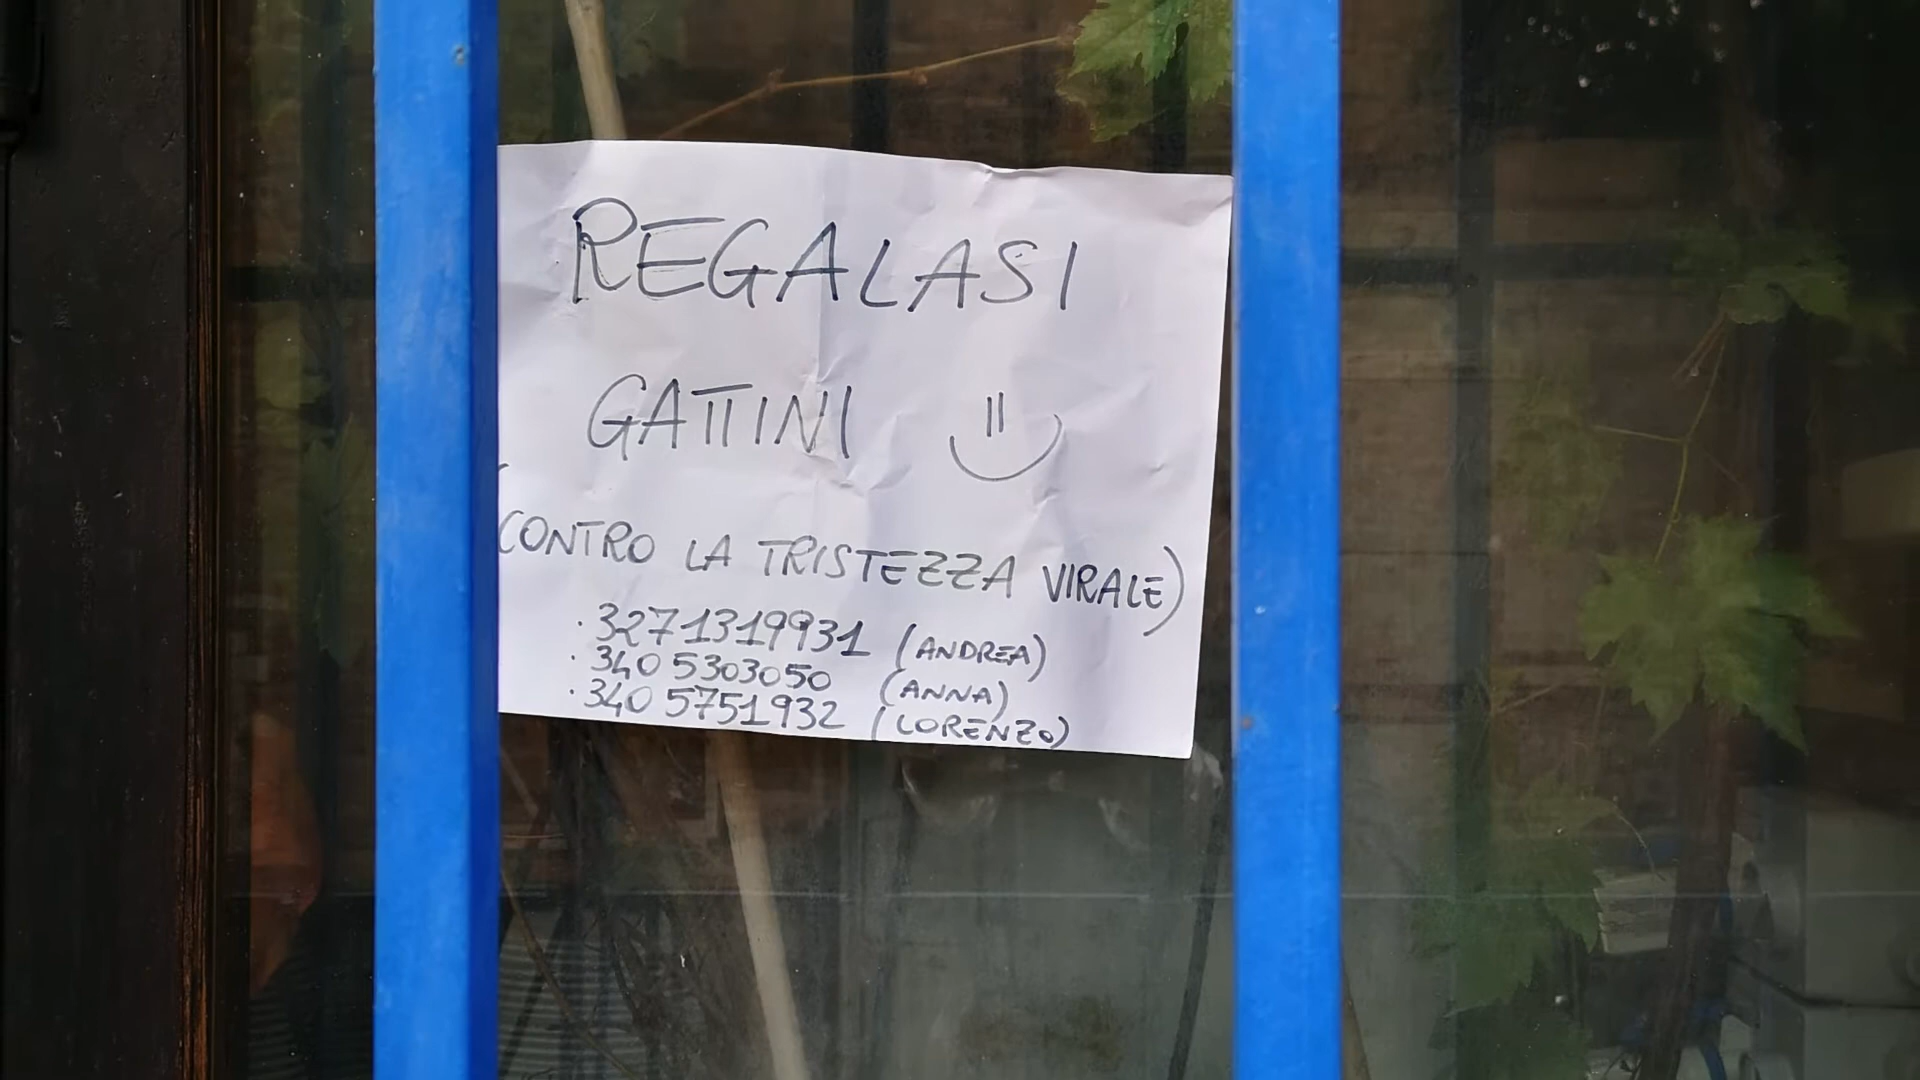 REGALASI
GATTINI =)
(CONTRO LA TRISTEZZA VIRALE)
· 3271319931 (ANDREA)
· 340 5303050 (ANNA)
· 340 5751932 (LORENZO)